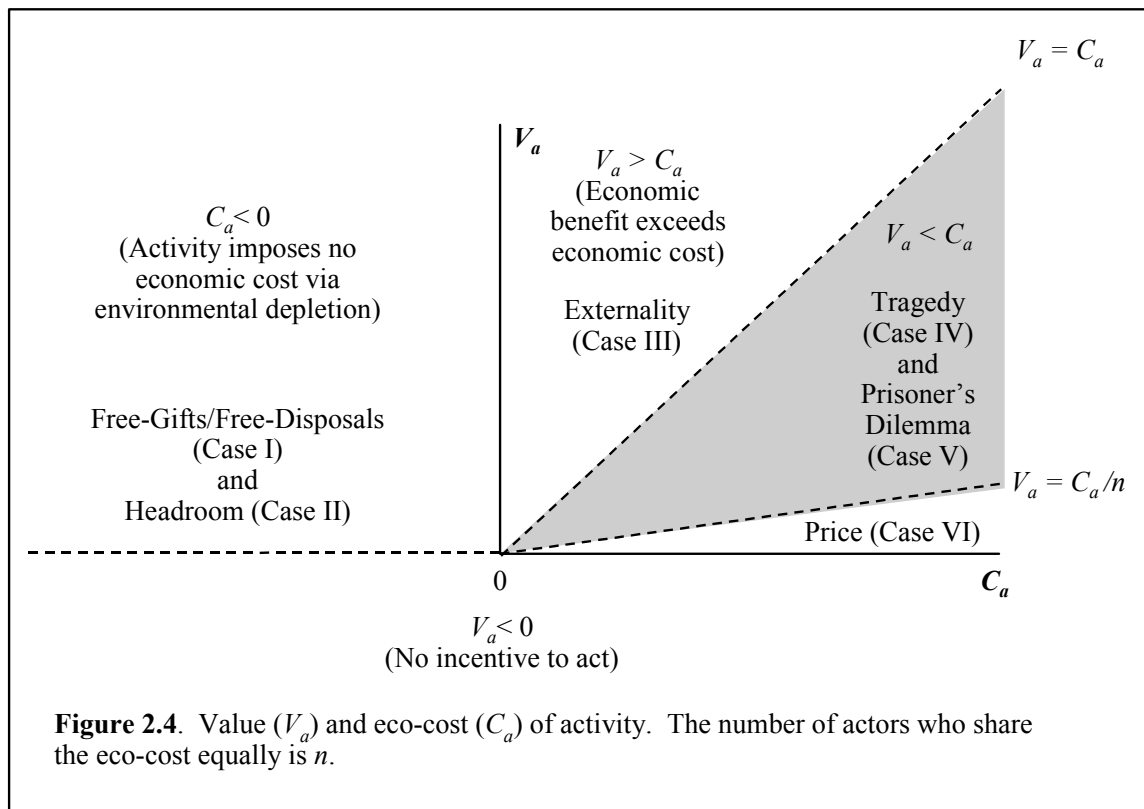 V_a = C_a
V_a
V_a > C_a
(Economic
benefit exceeds
economic cost)
C_a < 0
(Activity imposes no
economic cost via
environmental depletion)
V_a < C_a
Externality
(Case III)
Tragedy
(Case IV)
and
Prisoner's
Dilemma
(Case V)
Free-Gifts/Free-Disposals
(Case I)
and
Headroom (Case II)
V_a = C_a/n
Price (Case VI)
0
C_a
V_a < 0
(No incentive to act)
Figure 2.4. Value (V_a) and eco-cost (C_a) of activity. The number of actors who share
the eco-cost equally is n.